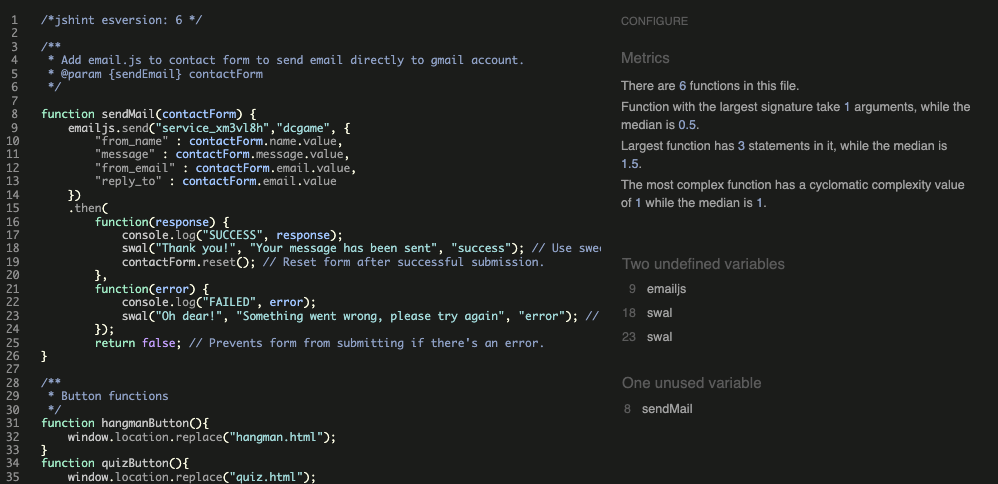 1 /*jshint esversion: 6 */
2
3 /**
4  * Add email.js to contact form to send email directly to gmail account.
5  * @param {sendEmail} contactForm
6  */
7
8 function sendMail(contactForm) {
9     emailjs.send("service_xm3vl8h","dcgame", {
10         "from_name" : contactForm.name.value,
11         "message" : contactForm.message.value,
12         "from_email" : contactForm.email.value,
13         "reply_to" : contactForm.email.value
14     })
15     .then(
16         function(response) {
17             console.log("SUCCESS", response);
18             swal("Thank you!", "Your message has been sent", "success"); // Use swee
19             contactForm.reset(); // Reset form after successful submission.
20         },
21         function(error) {
22             console.log("FAILED", error);
23             swal("Oh dear!", "Something went wrong, please try again", "error"); //
24         });
25         return false; // Prevents form from submitting if there's an error.
26 }
27
28 /**
29  * Button functions
30  */
31 function hangmanButton(){
32     window.location.replace("hangman.html");
33 }
34 function quizButton(){
35     window.location.replace("quiz.html");
CONFIGURE
Metrics
There are 6 functions in this file.
Function with the largest signature take 1 arguments, while the
median is 0.5.
Largest function has 3 statements in it, while the median is
1.5.
The most complex function has a cyclomatic complexity value
of 1 while the median is 1.
Two undefined variables
9 emailjs
18 swal
23 swal
One unused variable
8 sendMail